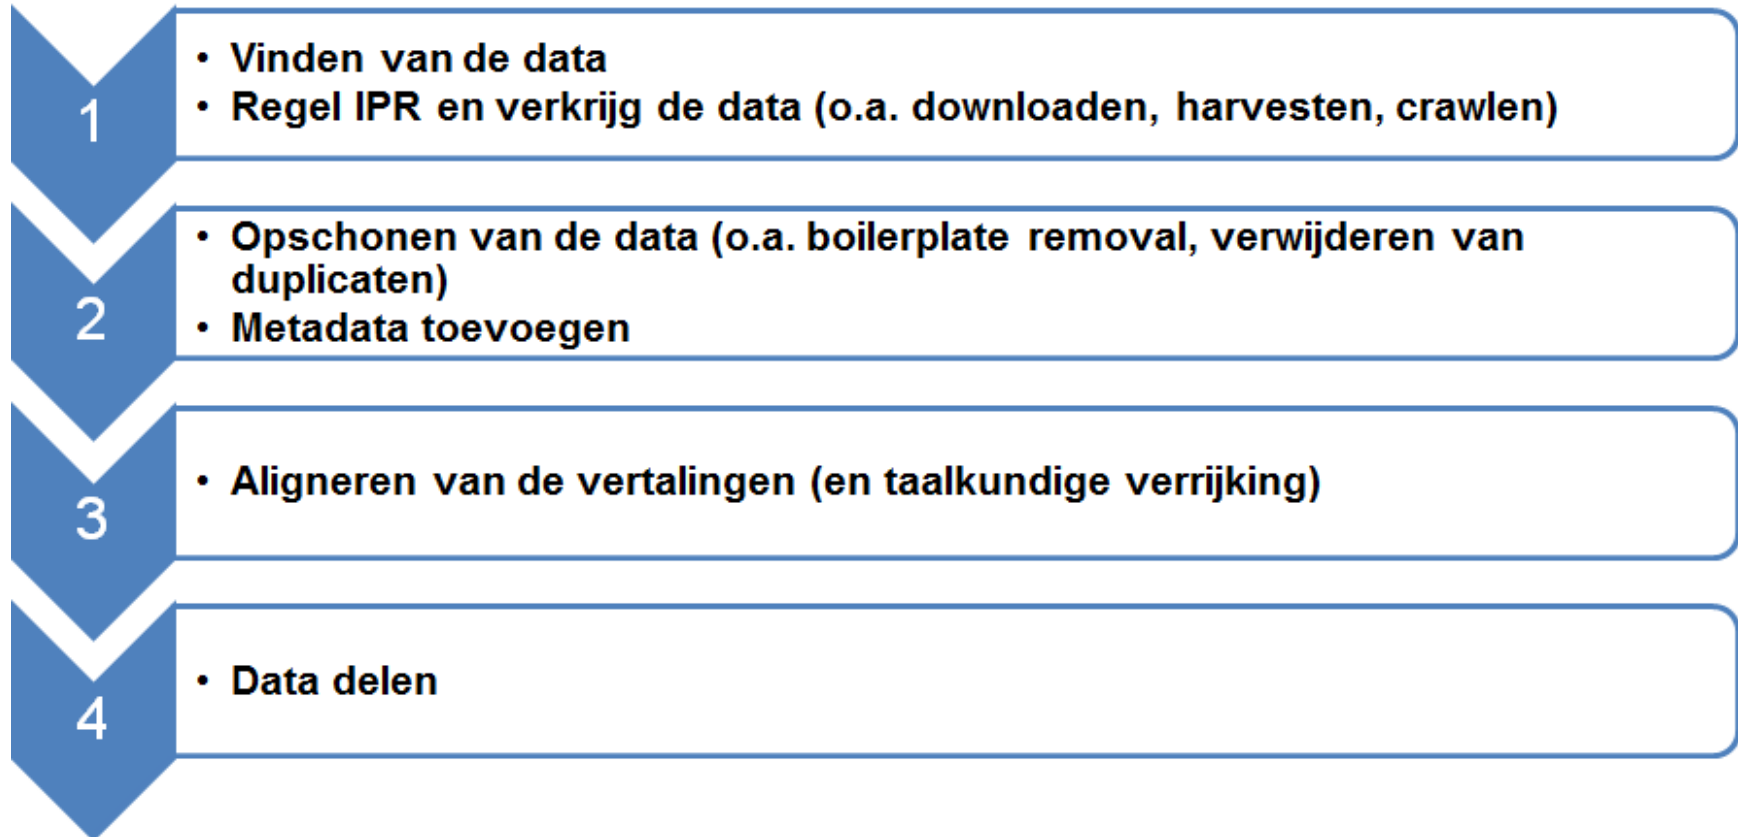 1
• Vinden van de data
• Regel IPR en verkrijg de data (o.a. downloaden, harvesten, crawlen)
2
• Opschonen van de data (o.a. boilerplate removal, verwijderen van
duplicaten)
• Metadata toevoegen
3
• Aligneren van de vertalingen (en taalkundige verrijking)
4
• Data delen